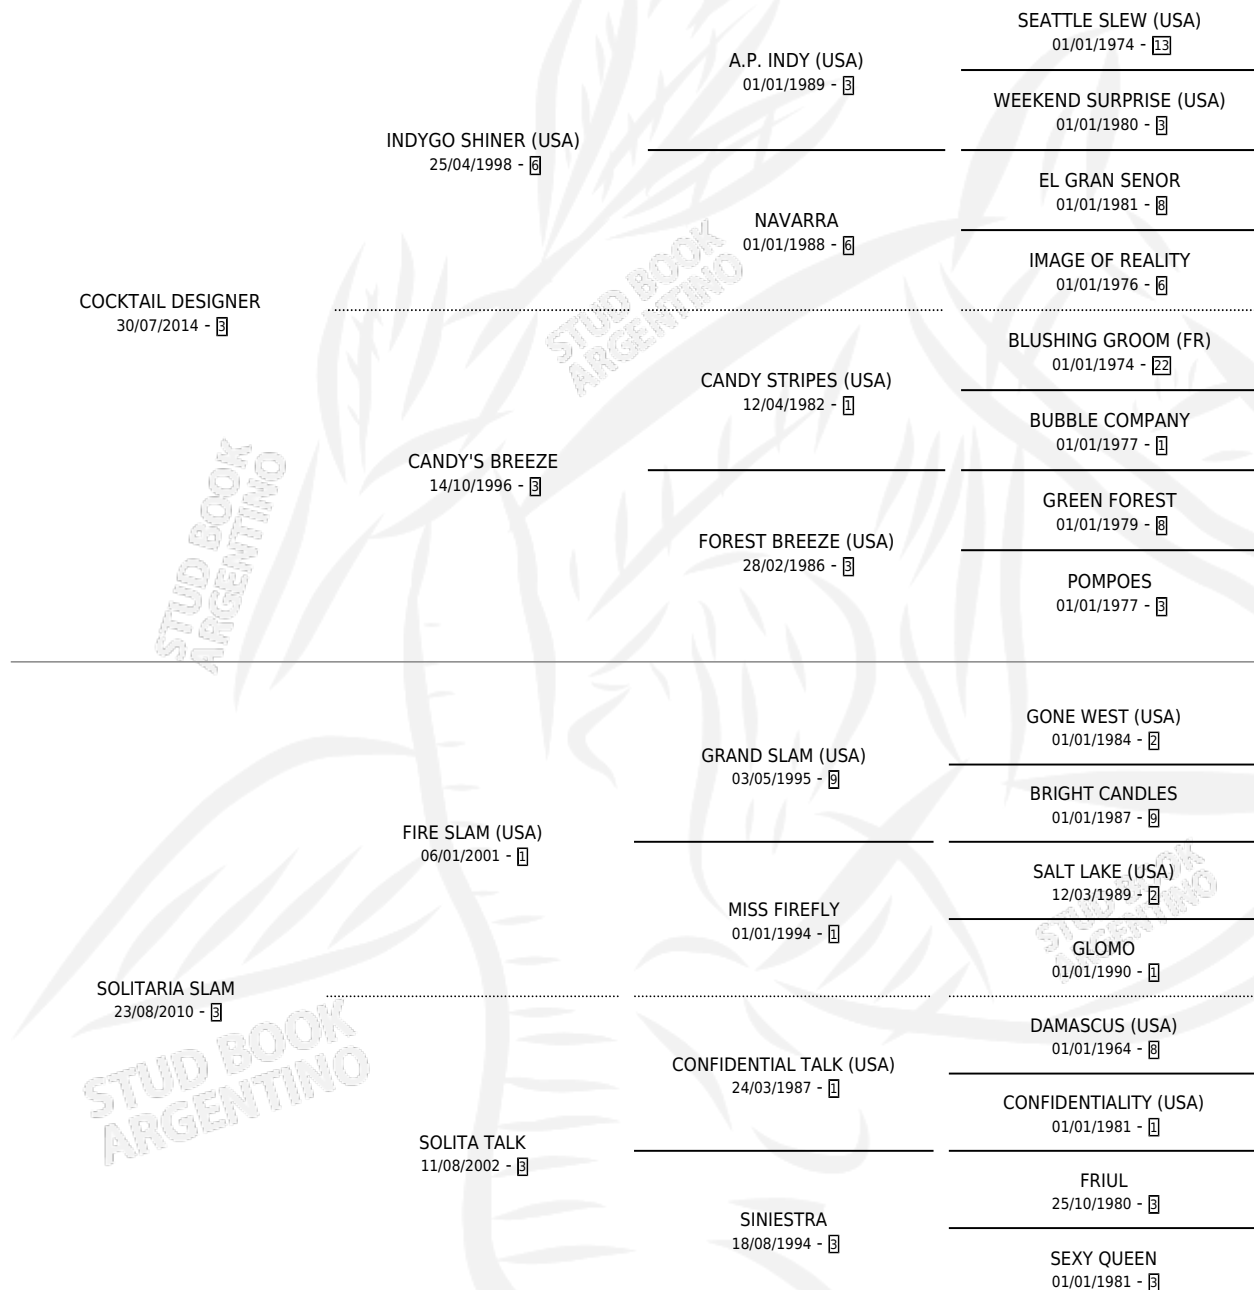 SEATTLE SLEW (USA)
01/01/1974 - 13
A.P. INDY (USA)
01/01/1989 - 3
WEEKEND SURPRISE (USA)
01/01/1980 - 3
INDYGO SHINER (USA)
25/04/1998 - 6
EL GRAN SENOR
01/01/1981 - 8
NAVARRA
01/01/1988 - 6
IMAGE OF REALITY
01/01/1976 - 6
COCKTAIL DESIGNER
30/07/2014 - 3
BLUSHING GROOM (FR)
01/01/1974 - 22
CANDY STRIPES (USA)
12/04/1982 - 1
BUBBLE COMPANY
01/01/1977 - 1
CANDY'S BREEZE
14/10/1996 - 3
GREEN FOREST
01/01/1979 - 8
FOREST BREEZE (USA)
28/02/1986 - 3
POMPOES
01/01/1977 - 3
GONE WEST (USA)
01/01/1984 - 2
GRAND SLAM (USA)
03/05/1995 - 9
BRIGHT CANDLES
01/01/1987 - 9
FIRE SLAM (USA)
06/01/2001 - 1
SALT LAKE (USA)
12/03/1989 - 2
MISS FIREFLY
01/01/1994 - 1
GLOMO
01/01/1990 - 1
SOLITARIA SLAM
23/08/2010 - 3
DAMASCUS (USA)
01/01/1964 - 8
CONFIDENTIAL TALK (USA)
24/03/1987 - 1
CONFIDENTIALITY (USA)
01/01/1981 - 1
SOLITA TALK
11/08/2002 - 3
FRIUL
25/10/1980 - 3
SINIESTRA
18/08/1994 - 3
SEXY QUEEN
01/01/1981 - 3
STUD BOOK
ARGENTINO
STUD BOOK
ARGENTINO
STUD BOOK
ARGENTINO
STUD BOOK
ARGENTINO